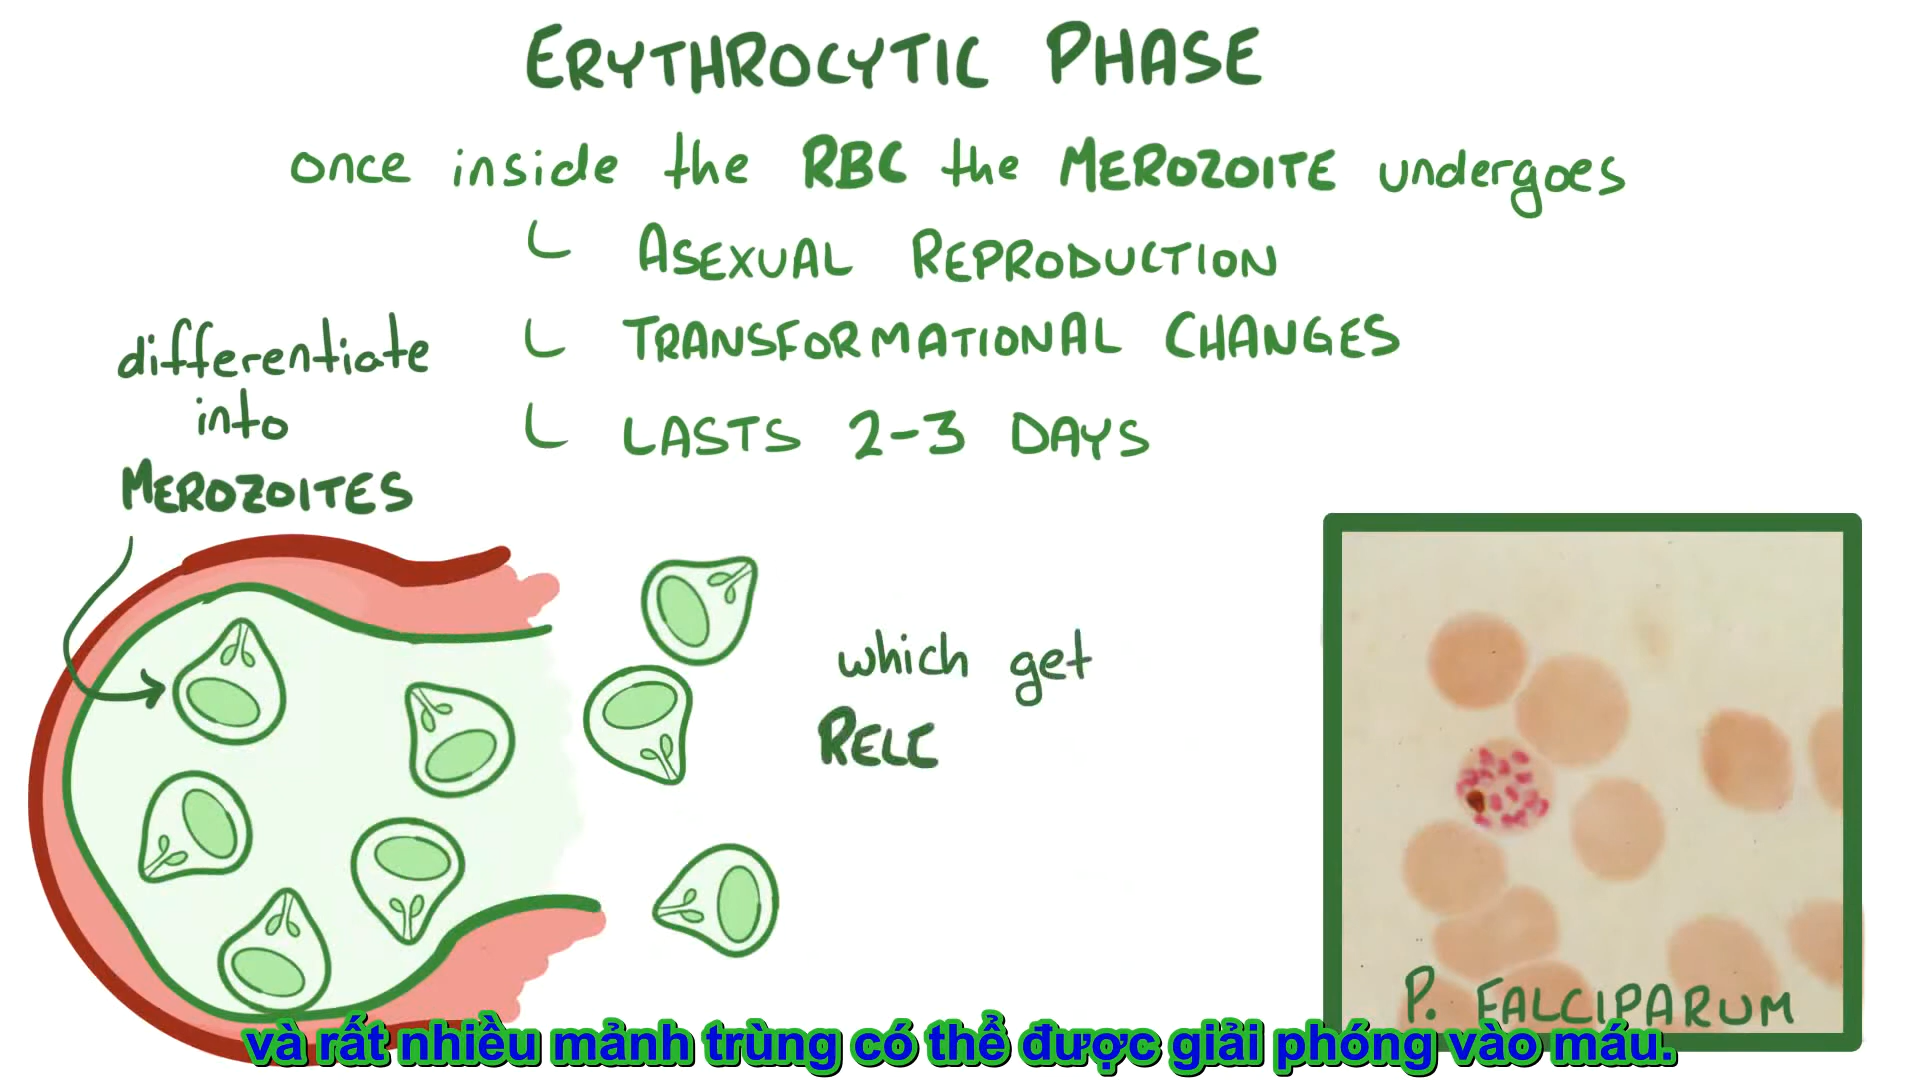 ERYTHROCYTIC PHASE
once inside the RBC the MEROZOITE undergoes
ASEXUAL REPRODUCTION
TRANSFORMATIONAL CHANGES
LASTS 2-3 DAYS
differentiate
into
MEROZOITES
which get
RELE
P. FALCIPARUM
và rất nhiều mảnh trùng có thể được giải phóng vào máu.